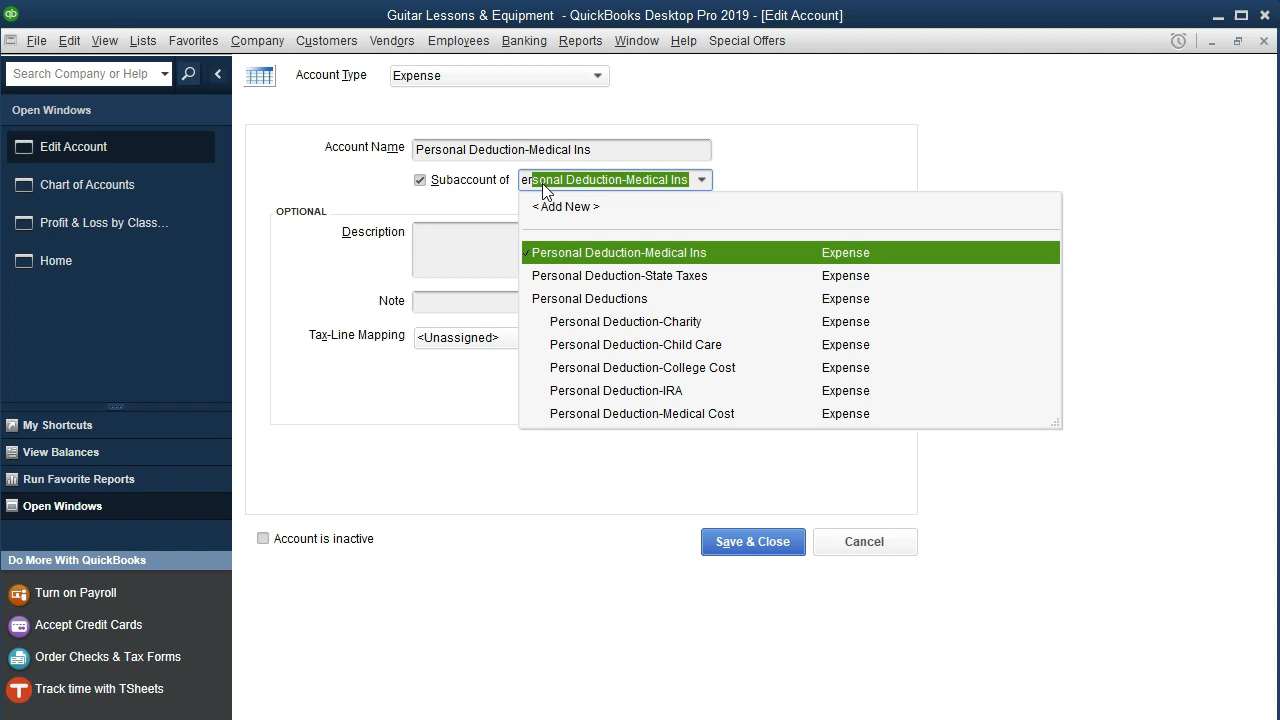 qb
Guitar Lessons & Equipment - QuickBooks Desktop Pro 2019 - [Edit Account]
File Edit View Lists Favorites Company Customers Vendors Employees Banking Reports Window Help Special Offers
Search Company or Help
Account Type Expense
Open Windows
Edit Account
Chart of Accounts
Profit & Loss by Class...
Home
Account Name Personal Deduction-Medical Ins
Subaccount of ersonal Deduction-Medical Ins
< Add New >
OPTIONAL
Description
Note
Tax-Line Mapping <Unassigned>
Personal Deduction-Medical Ins Expense
Personal Deduction-State Taxes Expense
Personal Deductions Expense
Personal Deduction-Charity Expense
Personal Deduction-Child Care Expense
Personal Deduction-College Cost Expense
Personal Deduction-IRA Expense
Personal Deduction-Medical Cost Expense
My Shortcuts
View Balances
Run Favorite Reports
Open Windows
Account is inactive
Save & Close Cancel
Do More With QuickBooks
Turn on Payroll
Accept Credit Cards
Order Checks & Tax Forms
Track time with TSheets